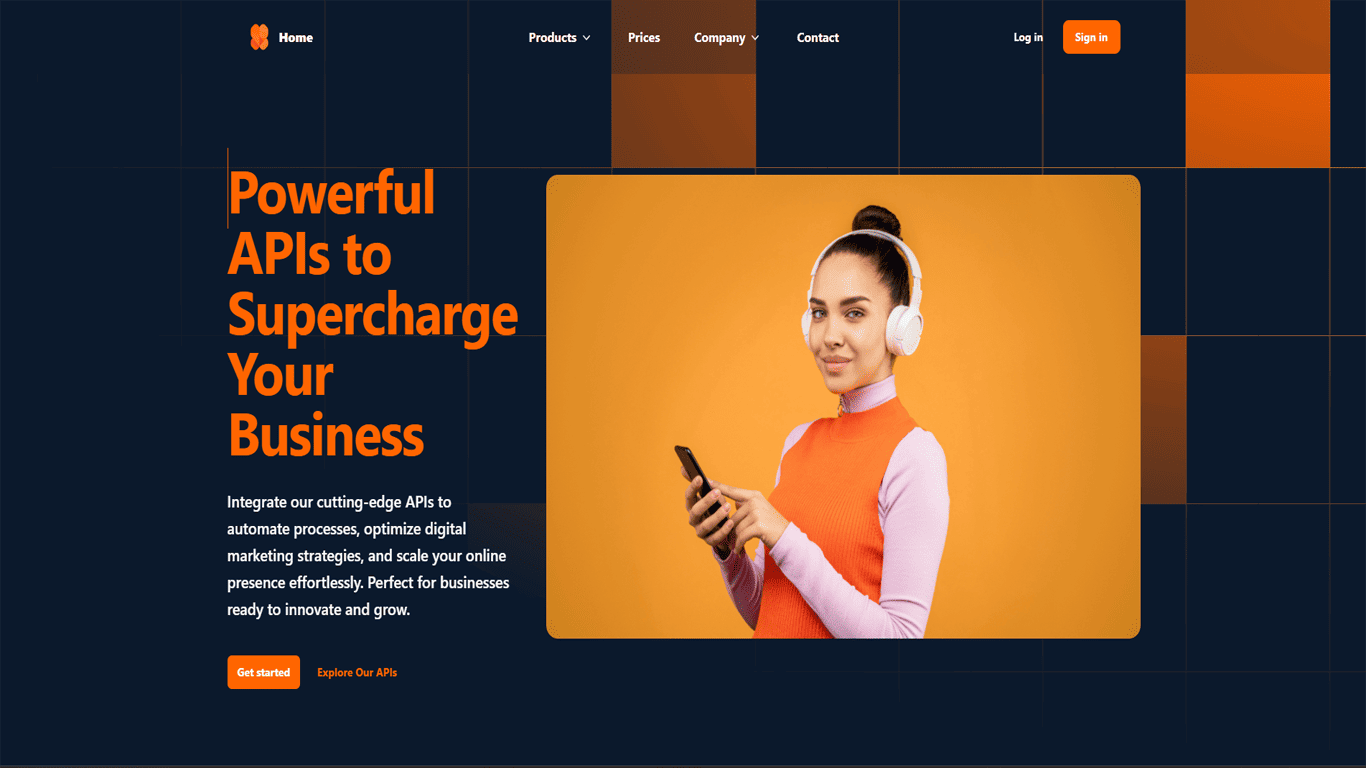 Home
Products
Prices
Company
Contact
Log in
Sign in
Powerful
APIs to
Supercharge
Your
Business
Integrate our cutting-edge APIs to
automate processes, optimize digital
marketing strategies, and scale your online
presence effortlessly. Perfect for businesses
ready to innovate and grow.
Get started
Explore Our APIs